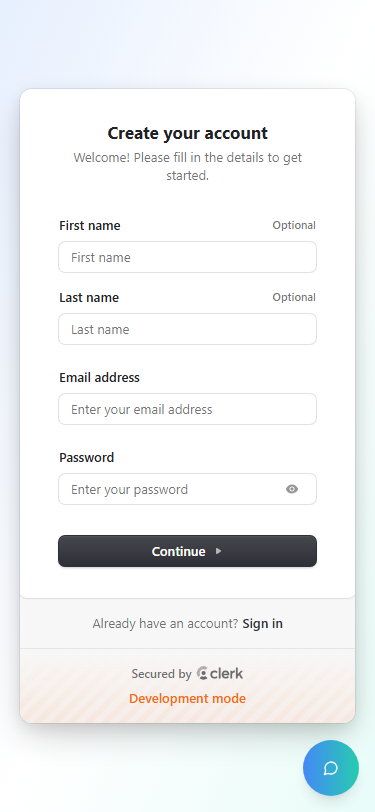 Create your account
Welcome! Please fill in the details to get
started.
First name Optional
First name
Last name Optional
Last name
Email address
Enter your email address
Password
Enter your password
Continue
Already have an account? Sign in
Secured by clerk
Development mode